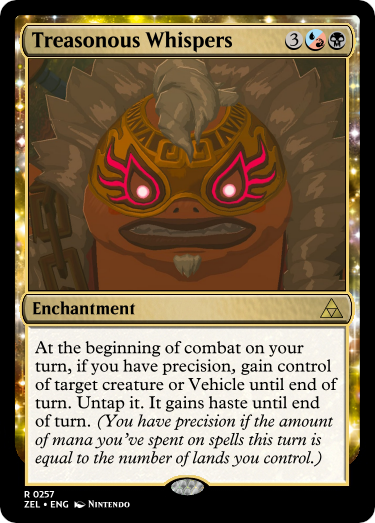 Treasonous Whispers 3
Enchantment
At the beginning of combat on your
turn, if you have precision, gain control
of target creature or Vehicle until end of
turn. Untap it. It gains haste until end
of turn. (You have precision if the amount
of mana you've spent on spells this turn is
equal to the number of lands you control.)
R 0257
ZEL • ENG Nintendo